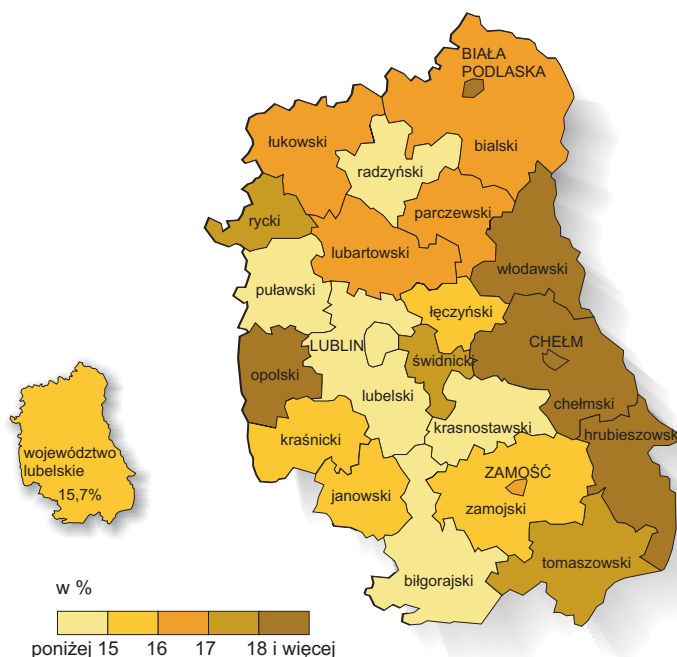 BIAŁA
PODLASKA
łukowski
bialski
radzyński
parczewski
rycki
lubartowski
włodawski
puławski
łęczyński
LUBLIN
świdnicki
CHEŁM
opolski
lubelski
chełmski
krasnostawski
hrubieszowsk
kraśnicki
województwo
lubelskie
15,7%
ZAMOŚĆ
janowski
zamojski
tomaszowski
biłgorajski
w %
poniżej 15 16 17 18 i więcej